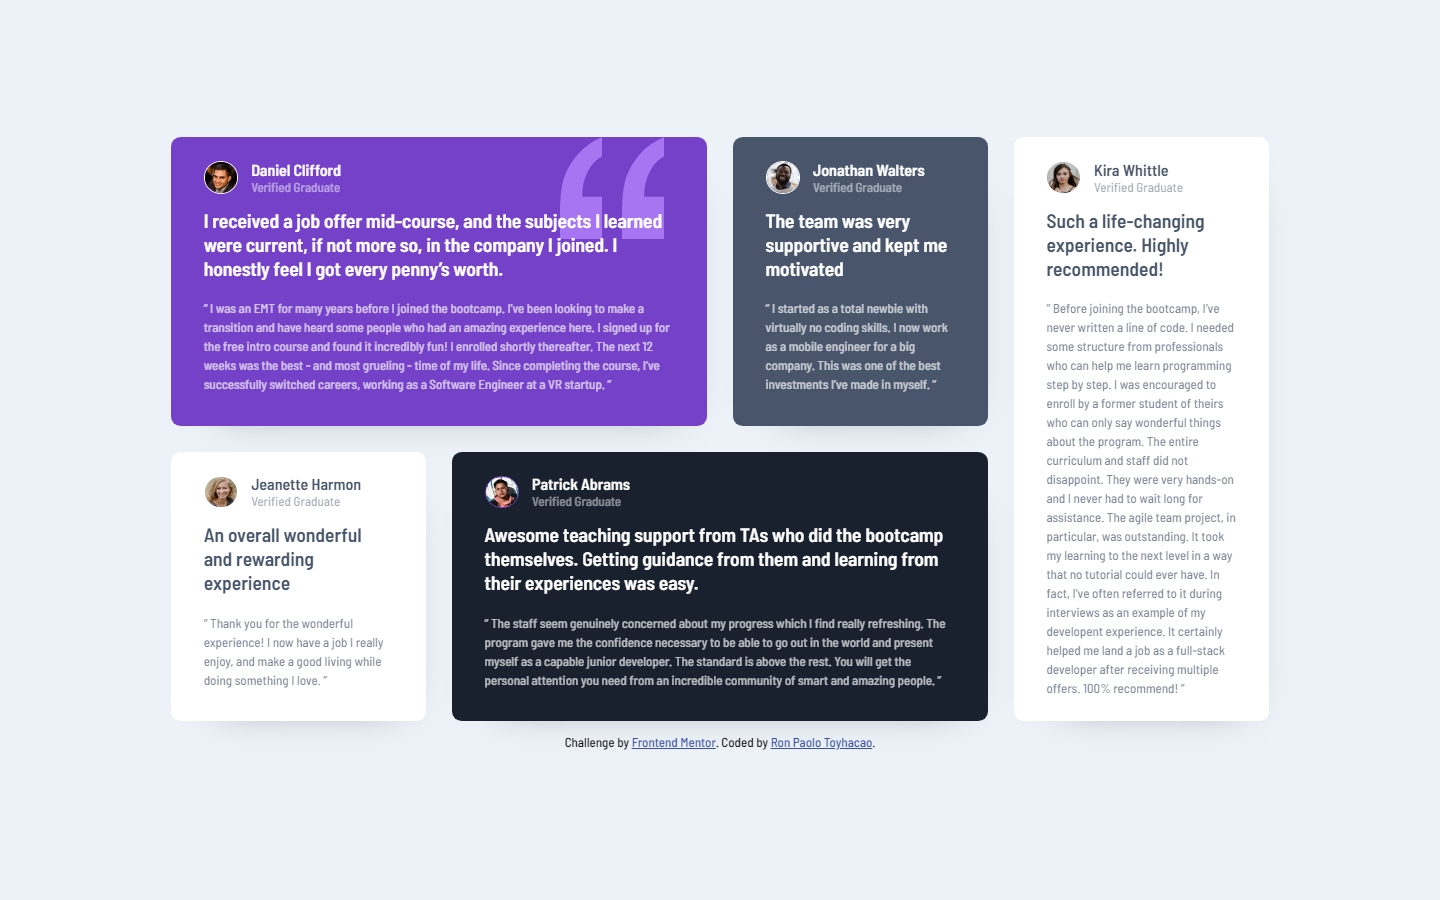 Daniel Clifford
Verified Graduate
I received a job offer mid-course, and the subjects I learned
were current, if not more so, in the company I joined. I
honestly feel I got every penny’s worth.
“ I was an EMT for many years before I joined the bootcamp. I’ve been looking to make a
transition and have heard some people who had an amazing experience here. I signed up for
the free intro course and found it incredibly fun! I enrolled shortly thereafter. The next 12
weeks was the best - and most grueling - time of my life. Since completing the course, I’ve
successfully switched careers, working as a Software Engineer at a VR startup. ”
Jonathan Walters
Verified Graduate
The team was very
supportive and kept me
motivated
“ I started as a total newbie with
virtually no coding skills. I now work
as a mobile engineer for a big
company. This was one of the best
investments I’ve made in myself. ”
Kira Whittle
Verified Graduate
Such a life-changing
experience. Highly
recommended!
“ Before joining the bootcamp, I’ve
never written a line of code. I needed
some structure from professionals
who can help me learn programming
step by step. I was encouraged to
enroll by a former student of theirs
who can only say wonderful things
about the program. The entire
curriculum and staff did not
disappoint. They were very hands-on
and I never had to wait long for
assistance. The agile team project, in
particular, was outstanding. It took
my learning to the next level in a way
that no tutorial could ever have. In
fact, I’ve often referred to it during
interviews as an example of my
developent experience. It certainly
helped me land a job as a full-stack
developer after receiving multiple
offers. 100% recommend! ”
Jeanette Harmon
Verified Graduate
An overall wonderful
and rewarding
experience
“ Thank you for the wonderful
experience! I now have a job I really
enjoy, and make a good living while
doing something I love. ”
Patrick Abrams
Verified Graduate
Awesome teaching support from TAs who did the bootcamp
themselves. Getting guidance from them and learning from
their experiences was easy.
“ The staff seem genuinely concerned about my progress which I find really refreshing. The
program gave me the confidence necessary to be able to go out in the world and present
myself as a capable junior developer. The standard is above the rest. You will get the
personal attention you need from an incredible community of smart and amazing people. ”
Challenge by Frontend Mentor. Coded by Ron Paolo Toyhacao.